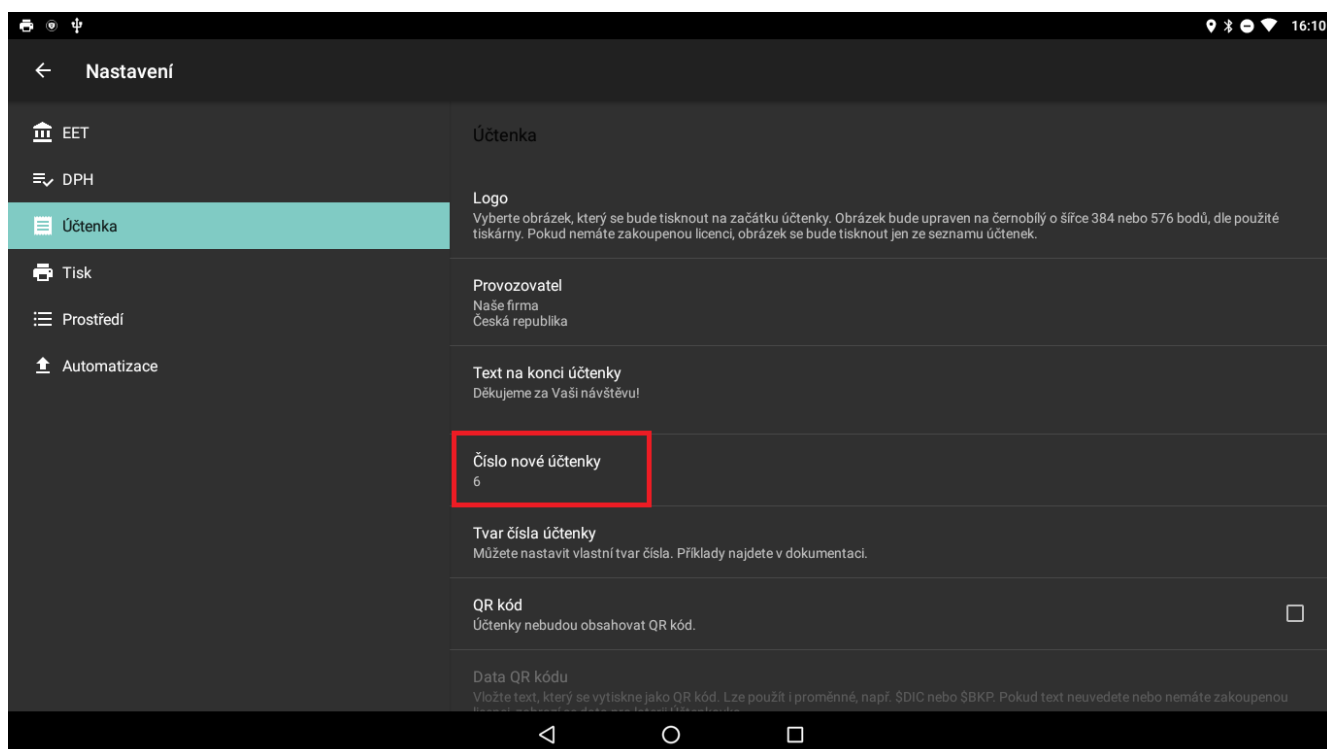 16:10
Nastavení
EET
DPH
Účtenka
Tisk
Prostředí
Automatizace
Účtenka
Logo
Vyberte obrázek, který se bude tisknout na začátku účtenky. Obrázek bude upraven na černobílý o šířce 384 nebo 576 bodů, dle použité
tiskárny. Pokud nemáte zakoupenou licenci, obrázek se bude tisknout jen ze seznamu účtenek.
Provozovatel
Naše firma
Česká republika
Text na konci účtenky
Děkujeme za Vaši návštěvu!
Číslo nové účtenky
6
Tvar čísla účtenky
Můžete nastavit vlastní tvar čísla. Příklady najdete v dokumentaci.
QR kód
Účtenky nebudou obsahovat QR kód.
Data QR kódu
Vložte text, který se vytiskne jako QR kód. Lze použít i proměnné, např. $DIC nebo $BKP. Pokud text neuvedete nebo nemáte zakoupenou